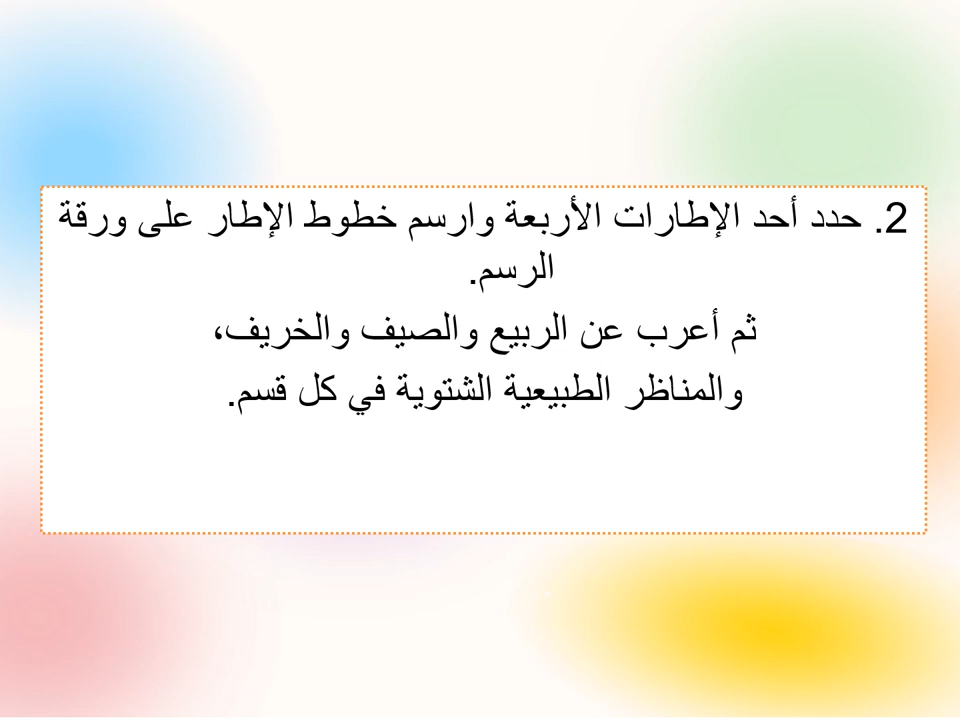 2. حدد أحد الإطارات الأربعة وارسم خطوط الإطار على ورقة
الرسم.
ثم أعرب عن الربيع والصيف والخريف،
والمناظر الطبيعية الشتوية في كل قسم.